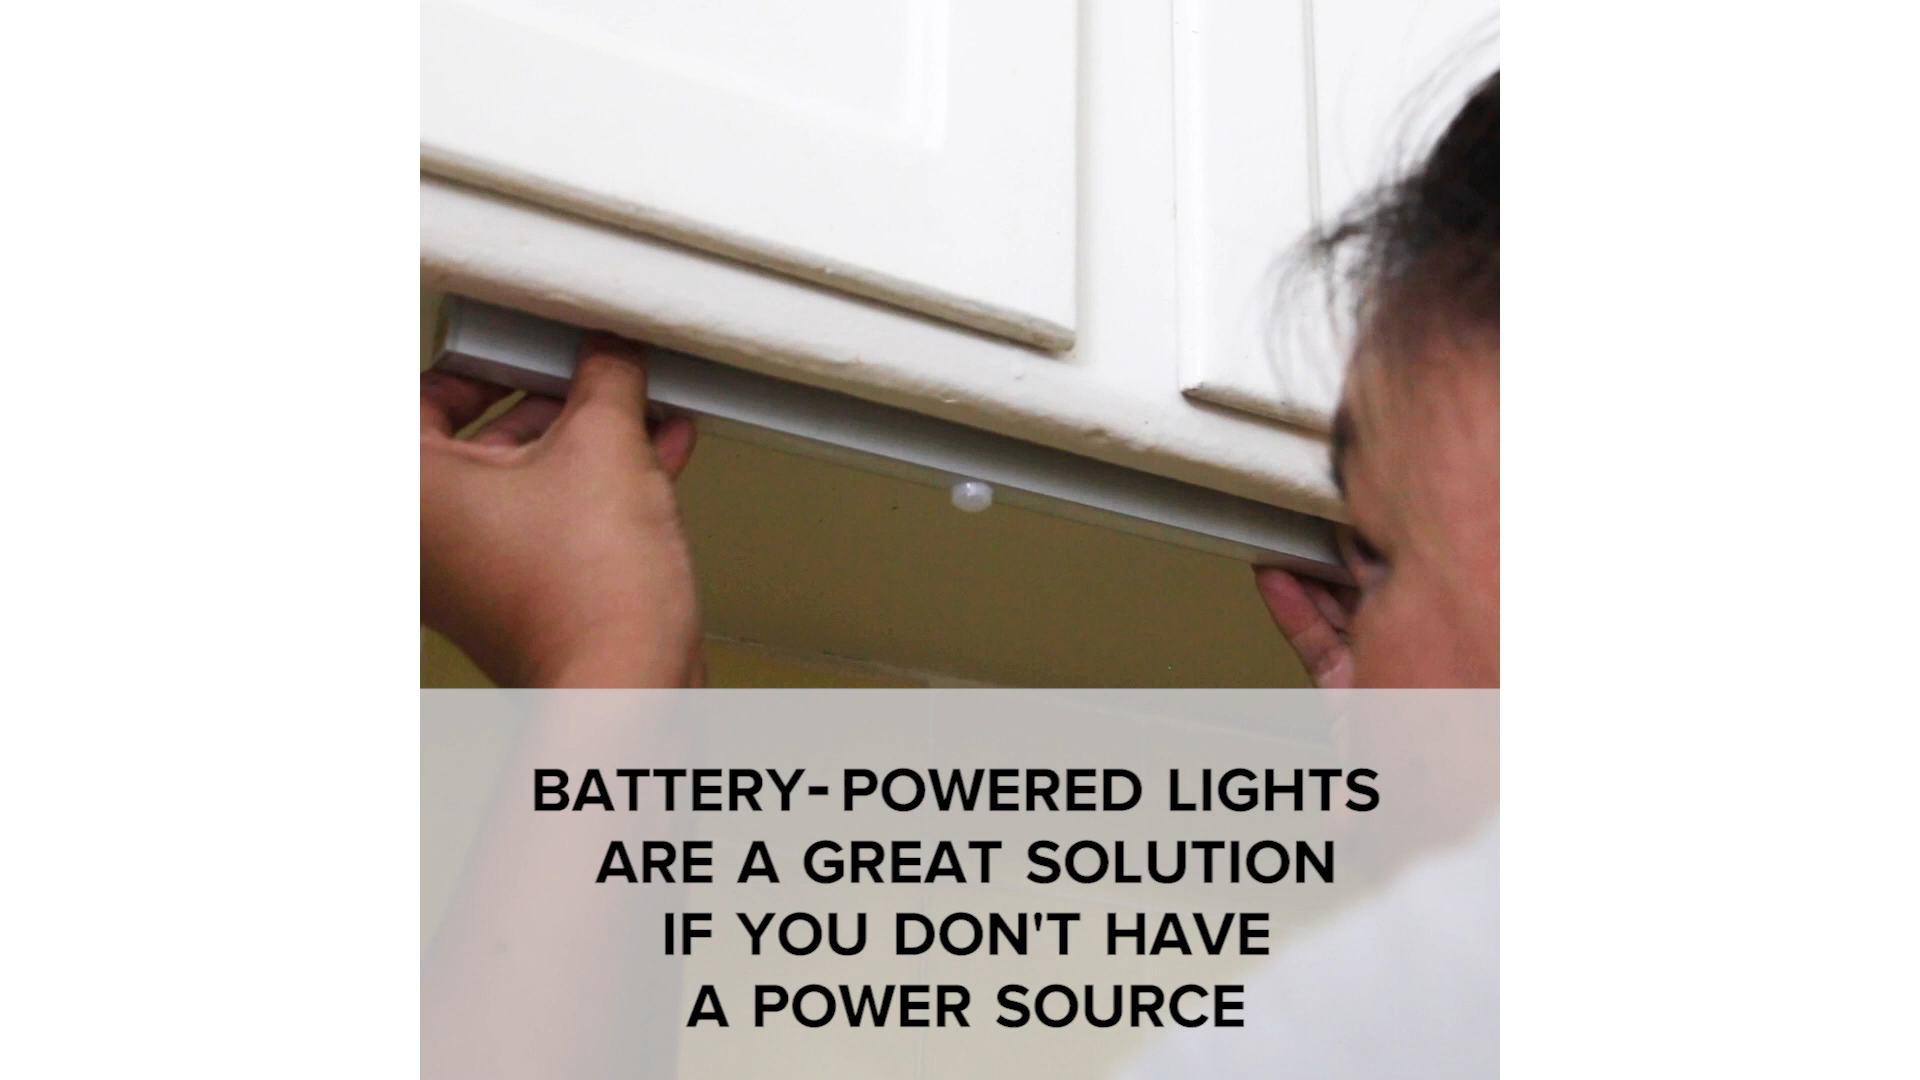 BATTERY-POWERED LIGHTS
ARE A GREAT SOLUTION
IF YOU DON'T HAVE
A POWER SOURCE